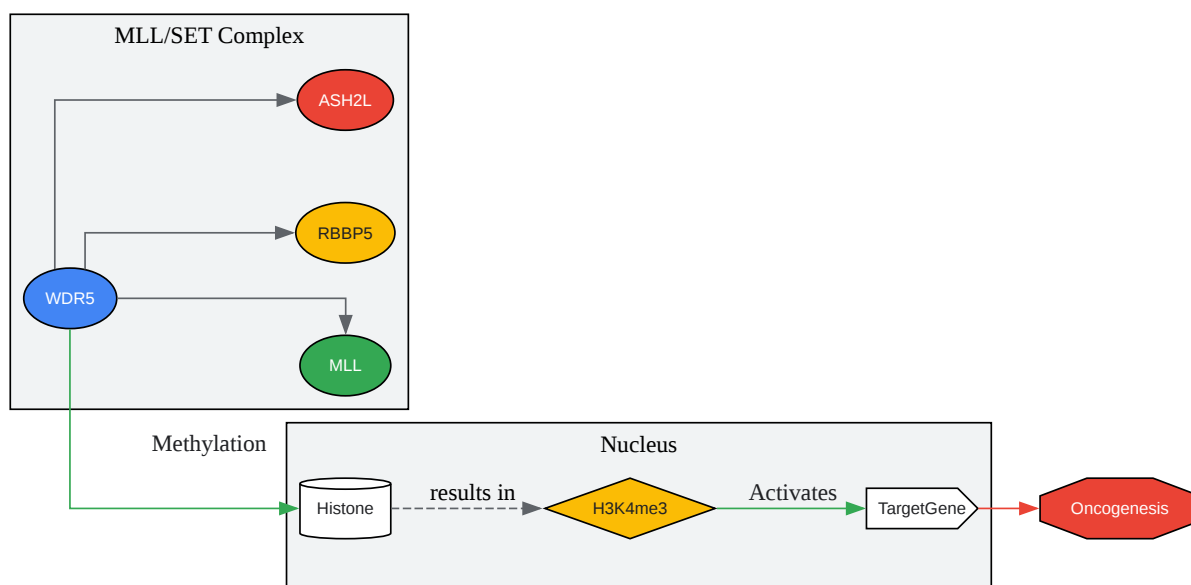 MLL/SET Complex
ASH2L
RBBP5
WDR5
MLL
Methylation
Nucleus
Histone
results in
H3K4me3
Activates
TargetGene
Oncogenesis